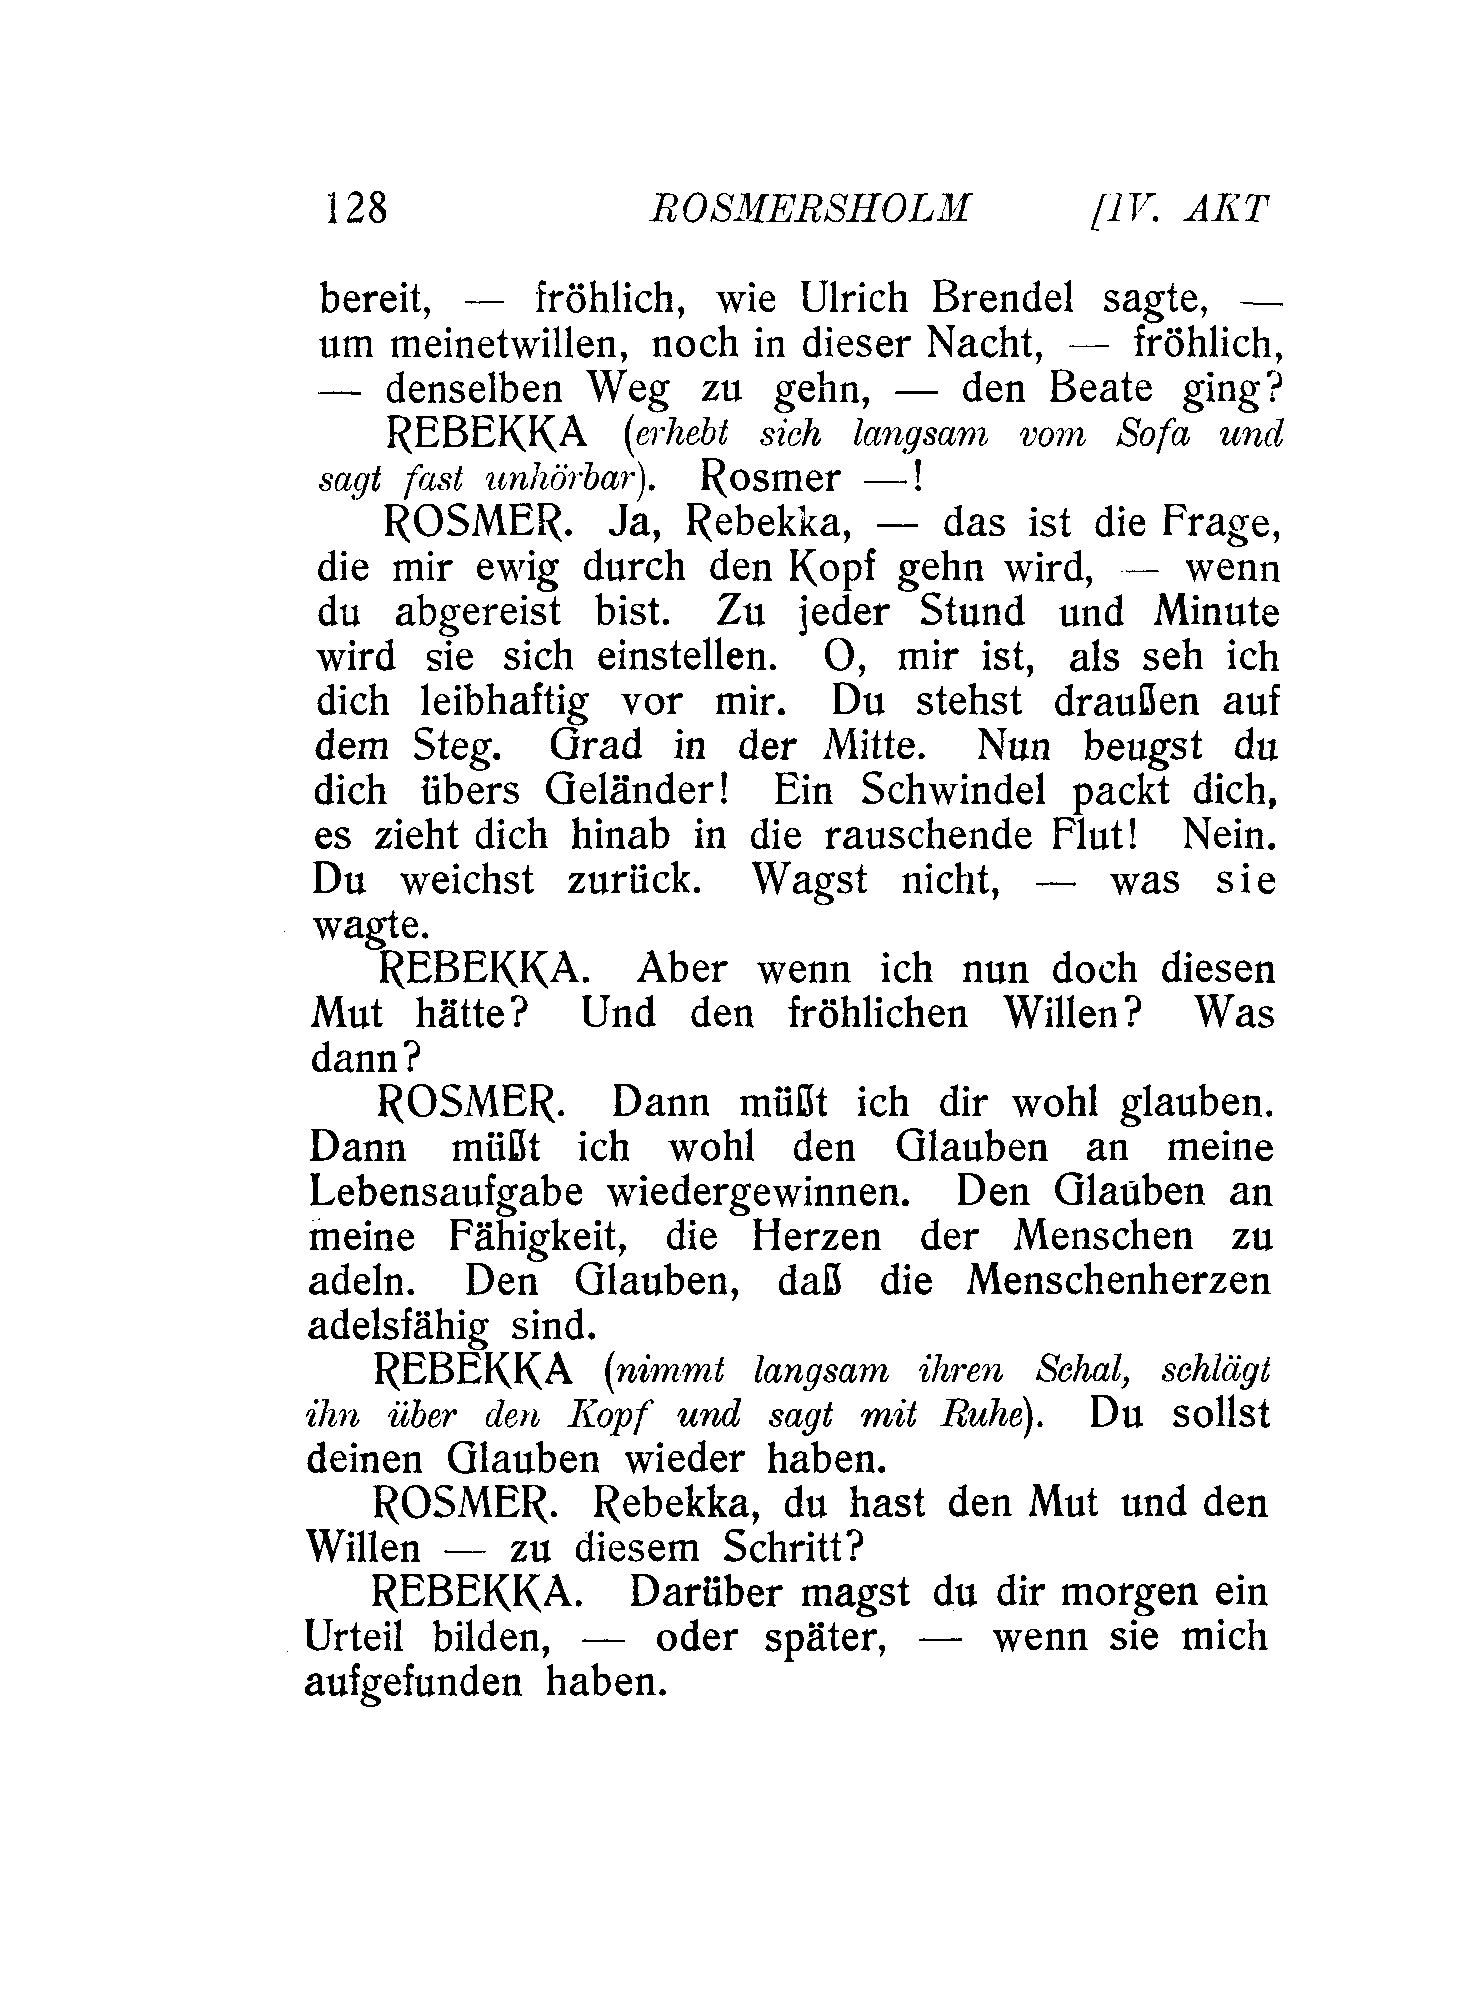 128 ROSMERSHOLM [IV. AKT
bereit, — fröhlich, wie Ulrich Brendel sagte, —
um meinetwillen, noch in dieser Nacht, — fröhlich,
— denselben Weg zu gehn, — den Beate ging?
REBEKKA (erhebt sich langsam vom Sofa und
sagt fast unhörbar). Rosmer —!
ROSMER. Ja, Rebekka, — das ist die Frage,
die mir ewig durch den Kopf gehn wird, — wenn
du abgereist bist. Zu jeder Stund und Minute
wird sie sich einstellen. O, mir ist, als seh ich
dich leibhaftig vor mir. Du stehst draußen auf
dem Steg. Grad in der Mitte. Nun beugst du
dich übers Geländer! Ein Schwindel packt dich,
es zieht dich hinab in die rauschende Flut! Nein.
Du weichst zurück. Wagst nicht, — was sie
wagte.
REBEKKA. Aber wenn ich nun doch diesen
Mut hätte? Und den fröhlichen Willen? Was
dann?
ROSMER. Dann müßt ich dir wohl glauben.
Dann müßt ich wohl den Glauben an meine
Lebensaufgabe wiedergewinnen. Den Glauben an
meine Fähigkeit, die Herzen der Menschen zu
adeln. Den Glauben, daß die Menschenherzen
adelsfähig sind.
REBEKKA (nimmt langsam ihren Schal, schlägt
ihn über den Kopf und sagt mit Ruhe). Du sollst
deinen Glauben wieder haben.
ROSMER. Rebekka, du hast den Mut und den
Willen — zu diesem Schritt?
REBEKKA. Darüber magst du dir morgen ein
Urteil bilden, — oder später, — wenn sie mich
aufgefunden haben.